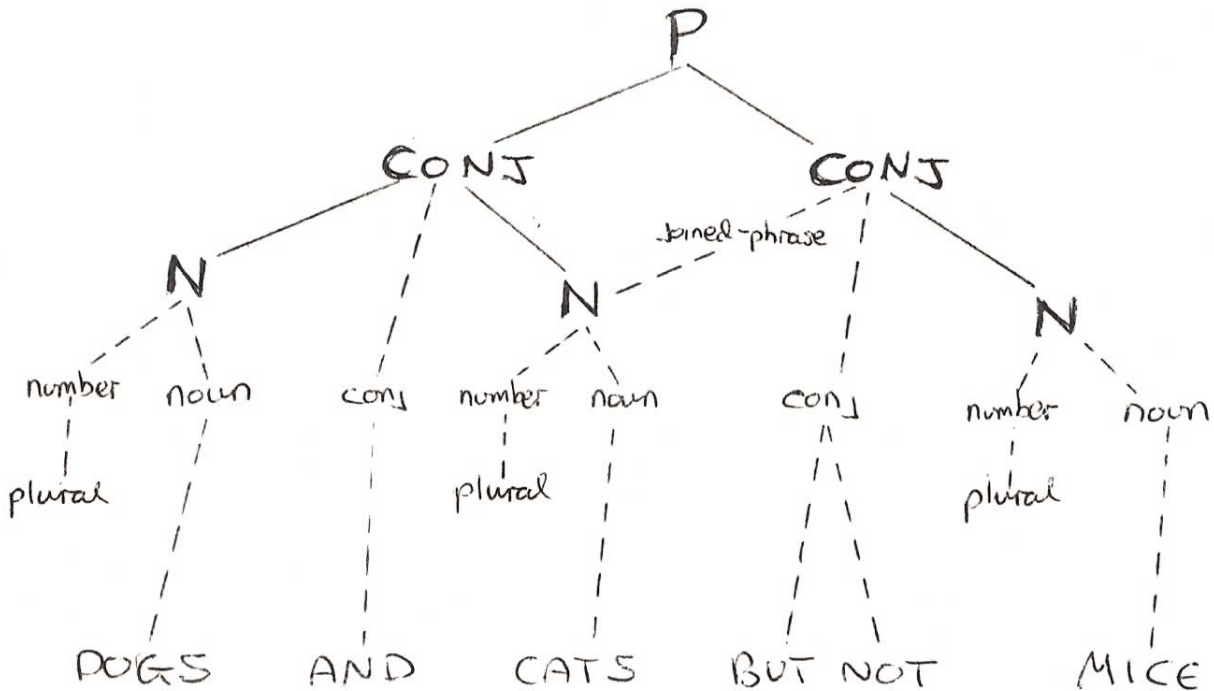 P
CONJ CONJ
joined-phrase
N N N
number noun conj number noun conj number noun
plural plural plural
DOGS AND CATS BUT NOT MICE